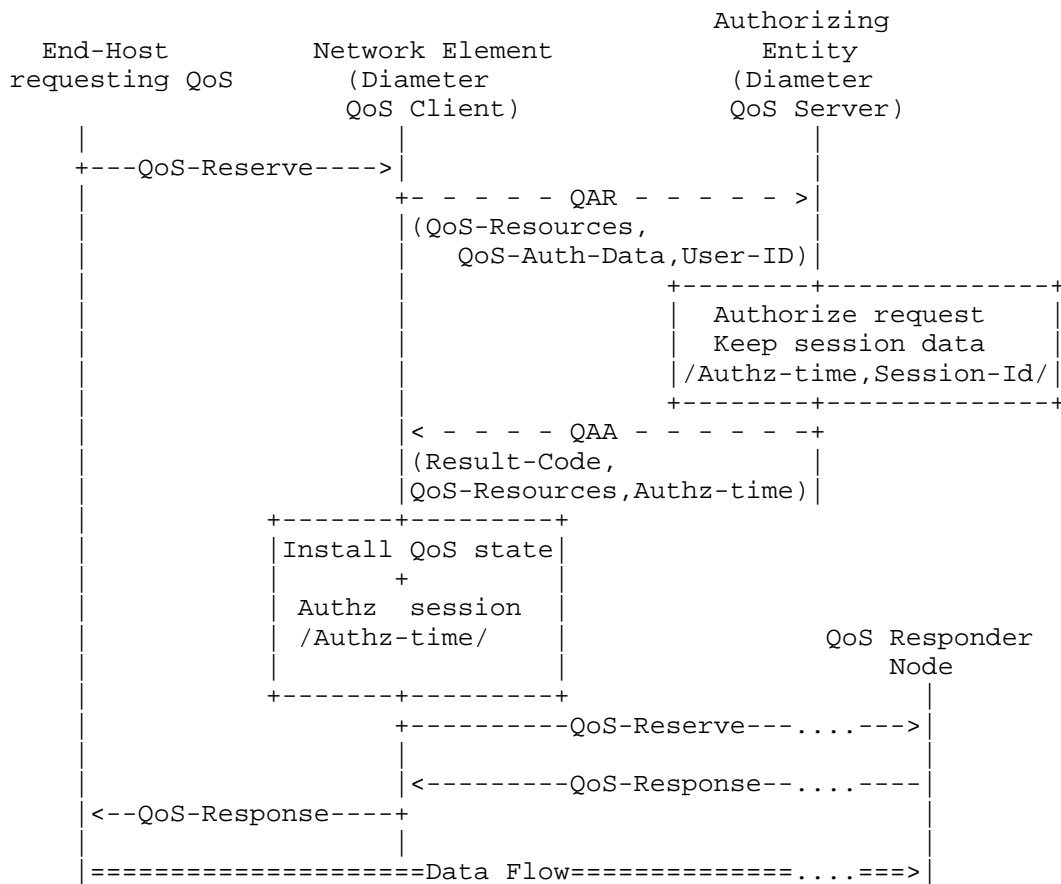 Authorizing
End-Host Network Element Entity
requesting QoS (Diameter (Diameter
QoS Client) QoS Server)
+---QoS-Reserve---->|
+- - - - - QAR - - - - - >|
|(QoS-Resources, |
| QoS-Auth-Data,User-ID)|
| Authorize request |
| Keep session data |
|/Authz-time,Session-Id/|
|< - - - - QAA - - - - - -+
|(Result-Code, |
|QoS-Resources,Authz-time)|
|Install QoS state|
| + |
| Authz session |
| /Authz-time/ | QoS Responder
Node
+----------QoS-Reserve---....--->|
|<---------QoS-Response--....----|
|<--QoS-Response----+
|=====================Data Flow==============....===>|